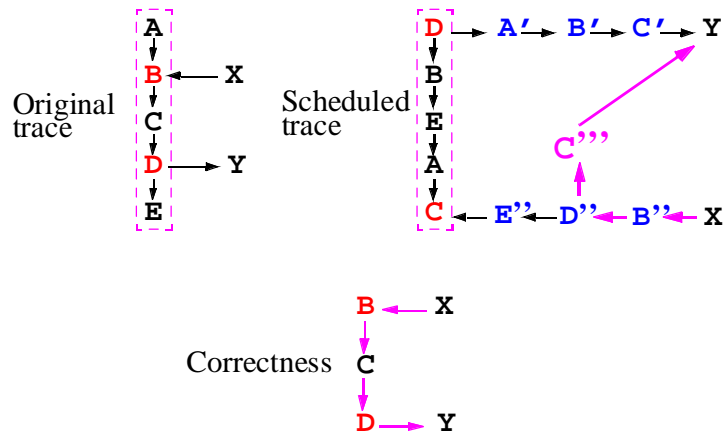 A
B
X
C
D
Y
E
Original
trace
D
A′
B′
C′
Y
B
E
A
C
E’’
D’’
B’’
X
C’’’
Scheduled
trace
B
X
C
D
Y
Correctness